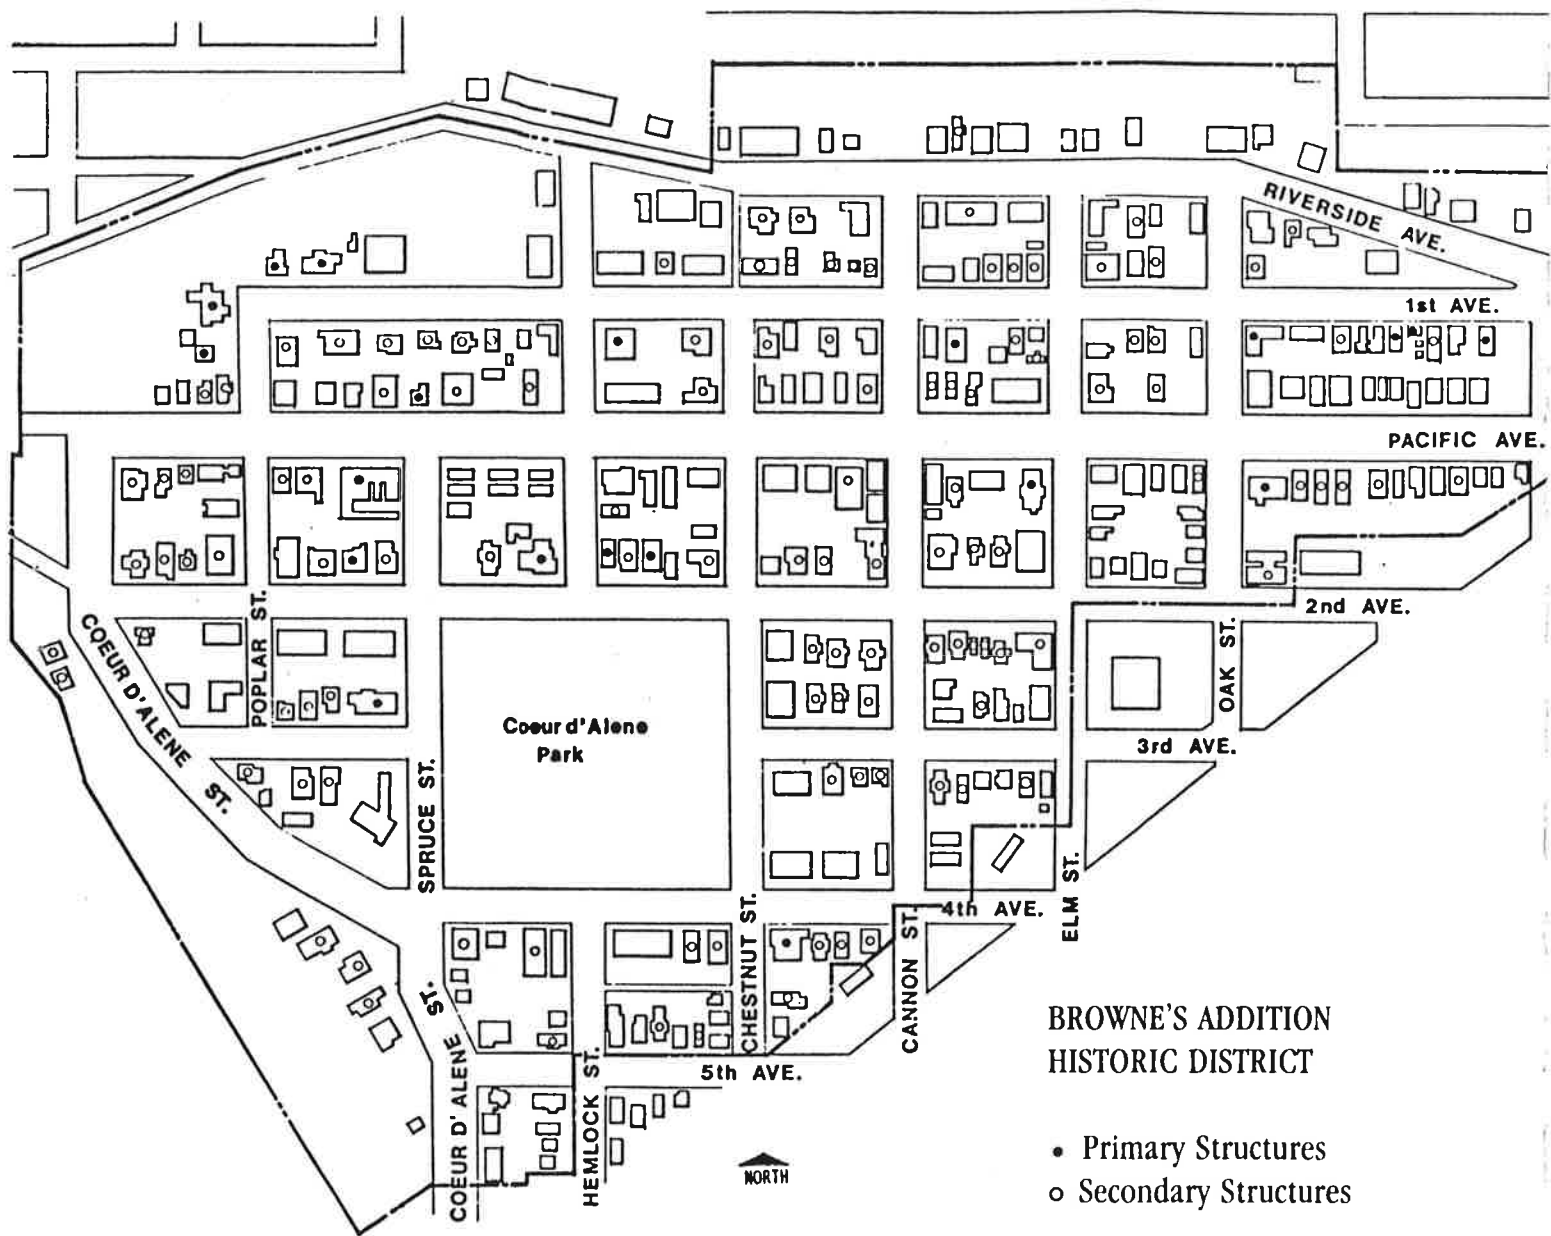 RIVERSIDE AVE.
1st AVE.
PACIFIC AVE.
2nd AVE.
COEUR D'ALENE ST.
POPLAR ST.
OAK ST.
Coeur d'Alene
Park
3rd AVE.
SPRUCE ST.
4th AVE.
ELM ST.
CHESTNUT ST.
CANNON ST.
COEUR D' ALENE ST.
HEMLOCK ST.
5th AVE.
BROWNE'S ADDITION
HISTORIC DISTRICT
NORTH
Primary Structures
Secondary Structures